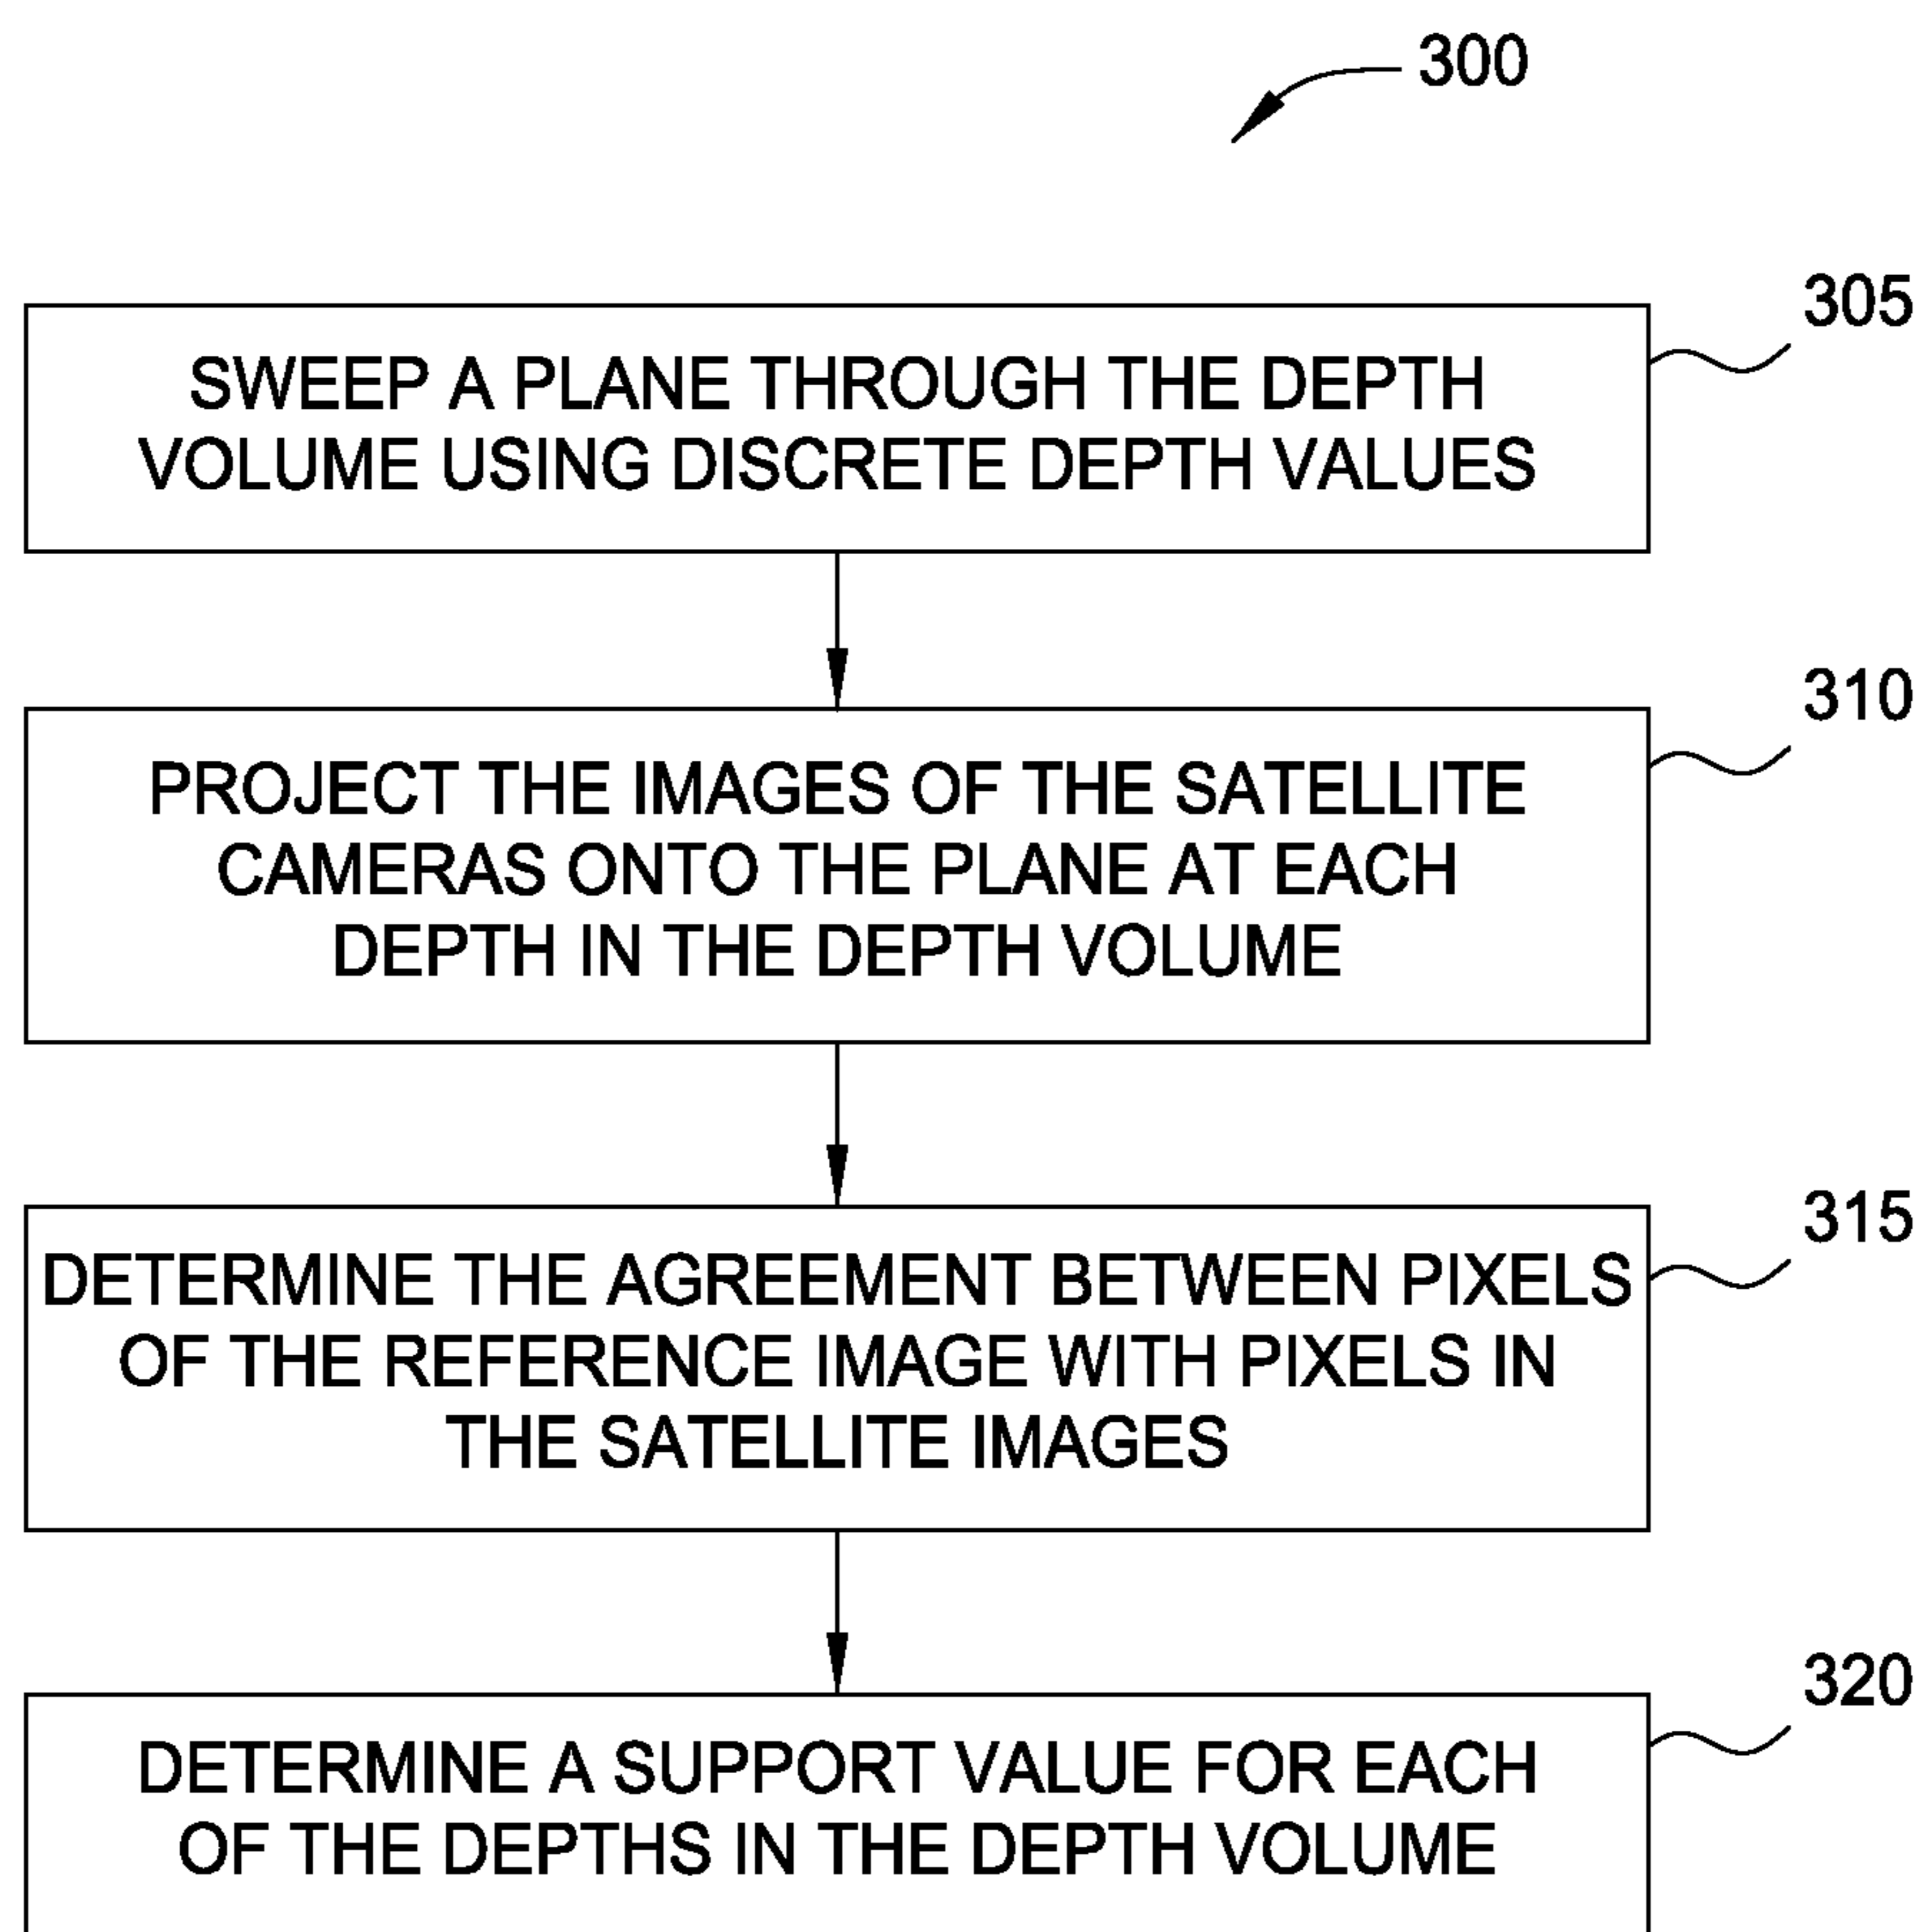 300
305
SWEEP A PLANE THROUGH THE DEPTH
VOLUME USING DISCRETE DEPTH VALUES
310
PROJECT THE IMAGES OF THE SATELLITE
CAMERAS ONTO THE PLANE AT EACH
DEPTH IN THE DEPTH VOLUME
315
DETERMINE THE AGREEMENT BETWEEN PIXELS
OF THE REFERENCE IMAGE WITH PIXELS IN
THE SATELLITE IMAGES
320
DETERMINE A SUPPORT VALUE FOR EACH
OF THE DEPTHS IN THE DEPTH VOLUME